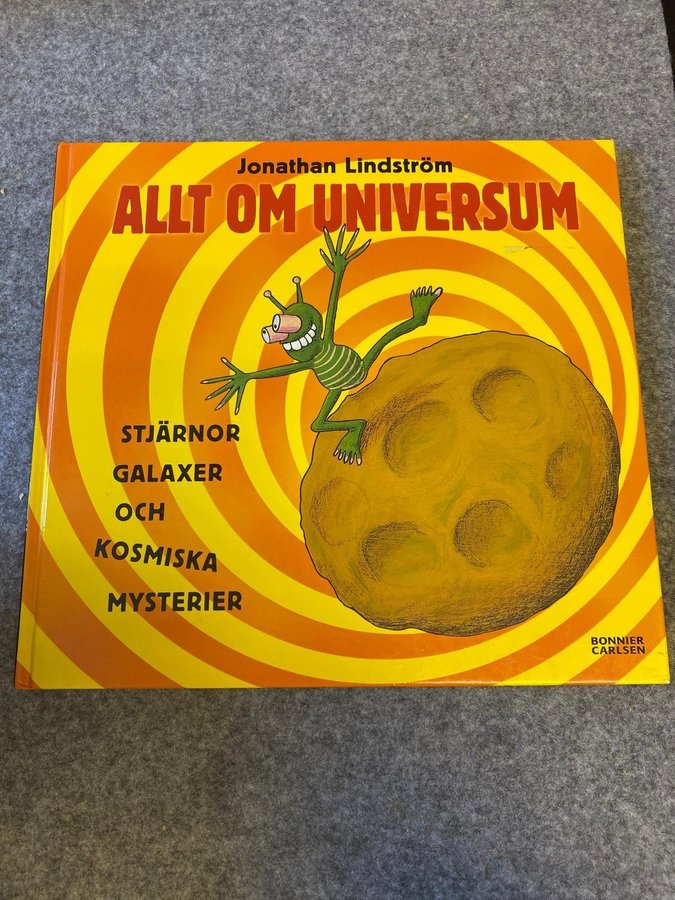 Jonathan Lindström
ALLT OM UNIVERSUM
STJÄRNOR
GALAXER
OCH
KOSMISKA
MYSTERIER
BONNIER
CARLSEN